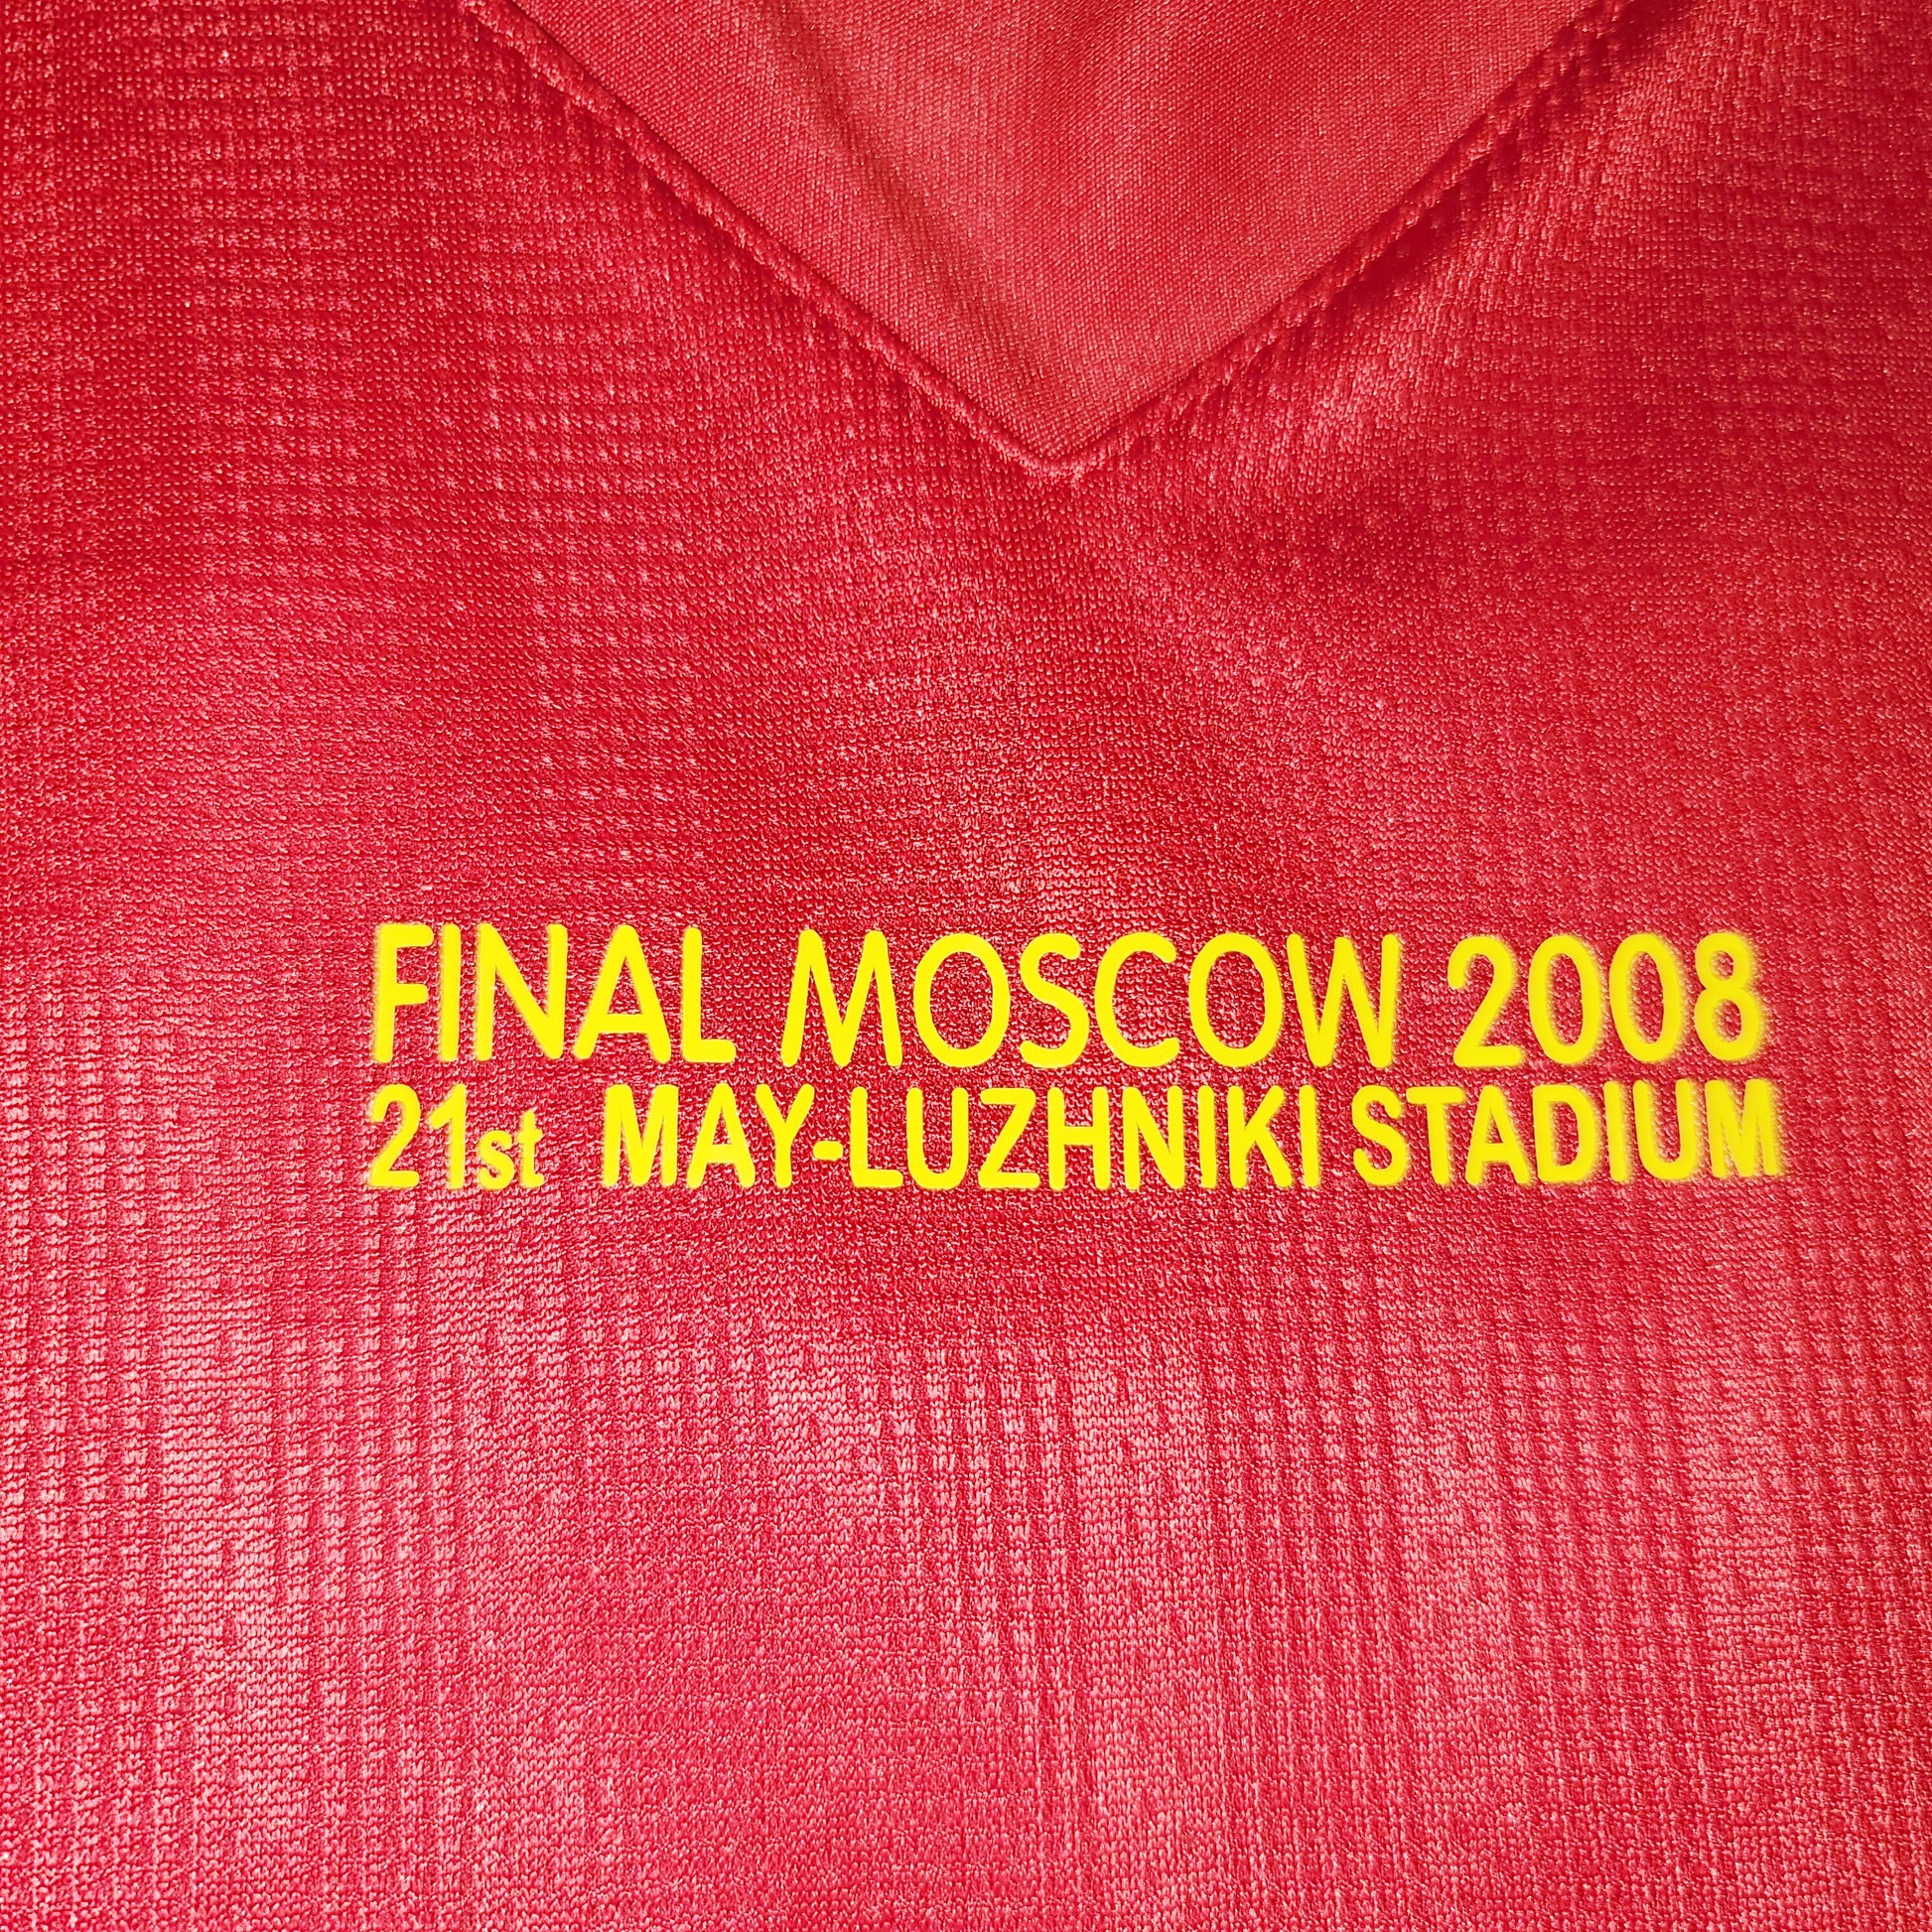 FINAL MOSCOW 2008
21st MAY-LUZHNIKI STADIUM